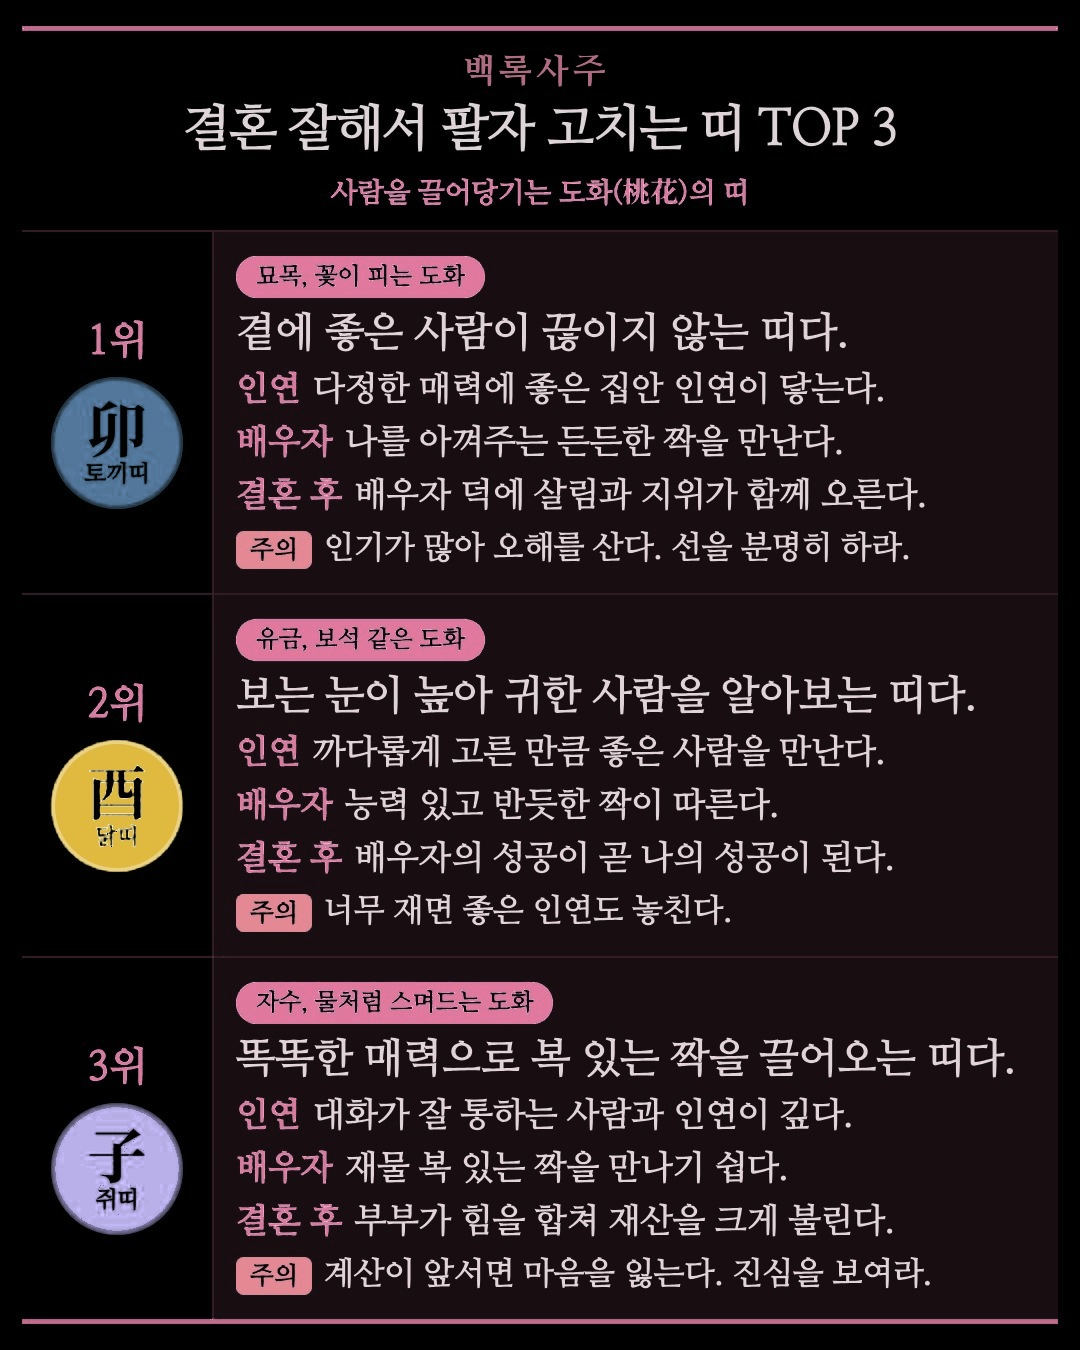 백록사주
결혼 잘해서 팔자 고치는 띠 TOP 3
사람을 끌어당기는 도화(桃花)의 띠
1위
卯
토끼띠
묘목, 꽃이 피는 도화
곁에 좋은 사람이 끊이지 않는 띠다.
인연 다정한 매력에 좋은 집안 인연이 닿는다.
배우자 나를 아껴주는 든든한 짝을 만난다.
결혼 후 배우자 덕에 살림과 지위가 함께 오른다.
주의 인기가 많아 오해를 산다. 선을 분명히 하라.
2위
酉
닭띠
유금, 보석 같은 도화
보는 눈이 높아 귀한 사람을 알아보는 띠다.
인연 까다롭게 고른 만큼 좋은 사람을 만난다.
배우자 능력 있고 반듯한 짝이 따른다.
결혼 후 배우자의 성공이 곧 나의 성공이 된다.
주의 너무 재면 좋은 인연도 놓친다.
3위
子
쥐띠
자수, 물처럼 스며드는 도화
똑똑한 매력으로 복 있는 짝을 끌어오는 띠다.
인연 대화가 잘 통하는 사람과 인연이 깊다.
배우자 재물 복 있는 짝을 만나기 쉽다.
결혼 후 부부가 힘을 합쳐 재산을 크게 불린다.
주의 계산이 앞서면 마음을 잃는다. 진심을 보여라.